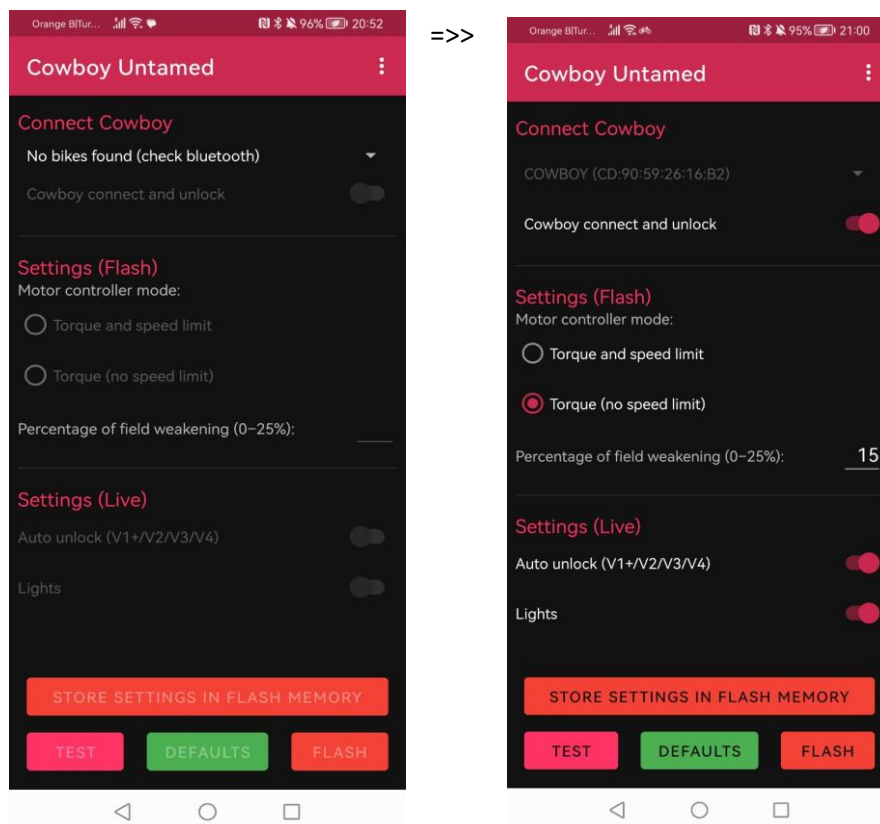 Orange B|Tur... 96% 20:52
Cowboy Untamed
Connect Cowboy
No bikes found (check bluetooth)
Cowboy connect and unlock
Settings (Flash)
Motor controller mode:
Torque and speed limit
Torque (no speed limit)
Percentage of field weakening (0–25%):
Settings (Live)
Auto unlock (V1+/V2/V3/V4)
Lights
STORE SETTINGS IN FLASH MEMORY
TEST DEFAULTS FLASH
=>>
Orange B|Tur... 95% 21:00
Cowboy Untamed
Connect Cowboy
COWBOY (CD:90:59:26:16:B2)
Cowboy connect and unlock
Settings (Flash)
Motor controller mode:
Torque and speed limit
Torque (no speed limit)
Percentage of field weakening (0–25%): 15
Settings (Live)
Auto unlock (V1+/V2/V3/V4)
Lights
STORE SETTINGS IN FLASH MEMORY
TEST DEFAULTS FLASH